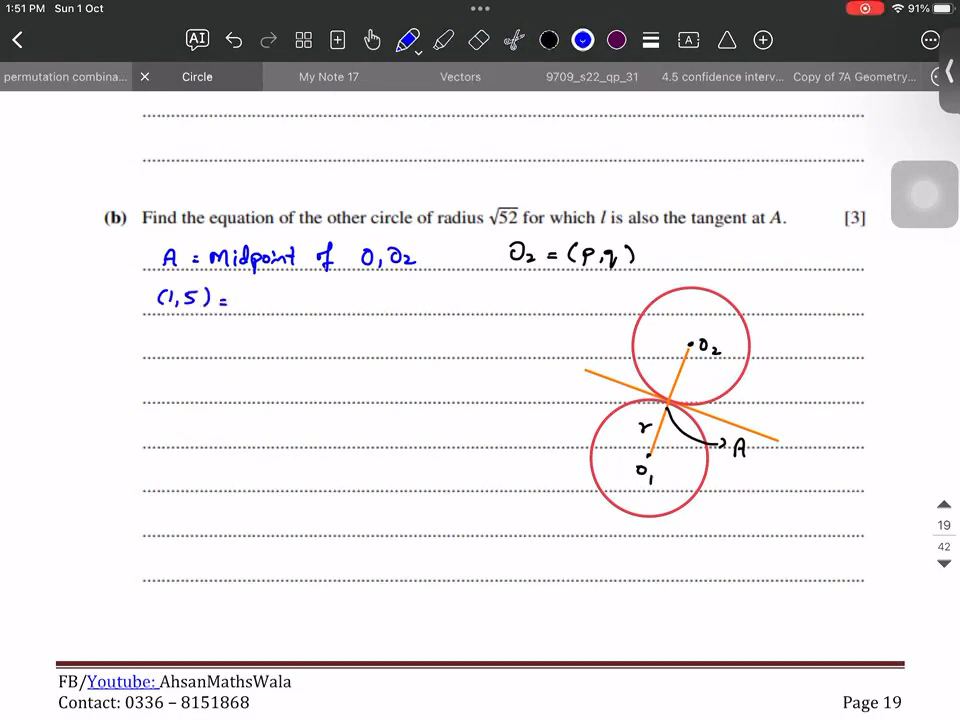 1:51 PM Sun 1 Oct 91%
AI A
permutation combina... Circle My Note 17 Vectors 9709_s22_qp_31 4.5 confidence interv... Copy of 7A Geometry...
(b) Find the equation of the other circle of radius √52 for which l is also the tangent at A. [3]
A = Midpoint of O1O2 O2 = (p,q)
(1,5) =
O2
r
A
O1
19
42
FB/Youtube: AhsanMathsWala
Contact: 0336 – 8151868 Page 19